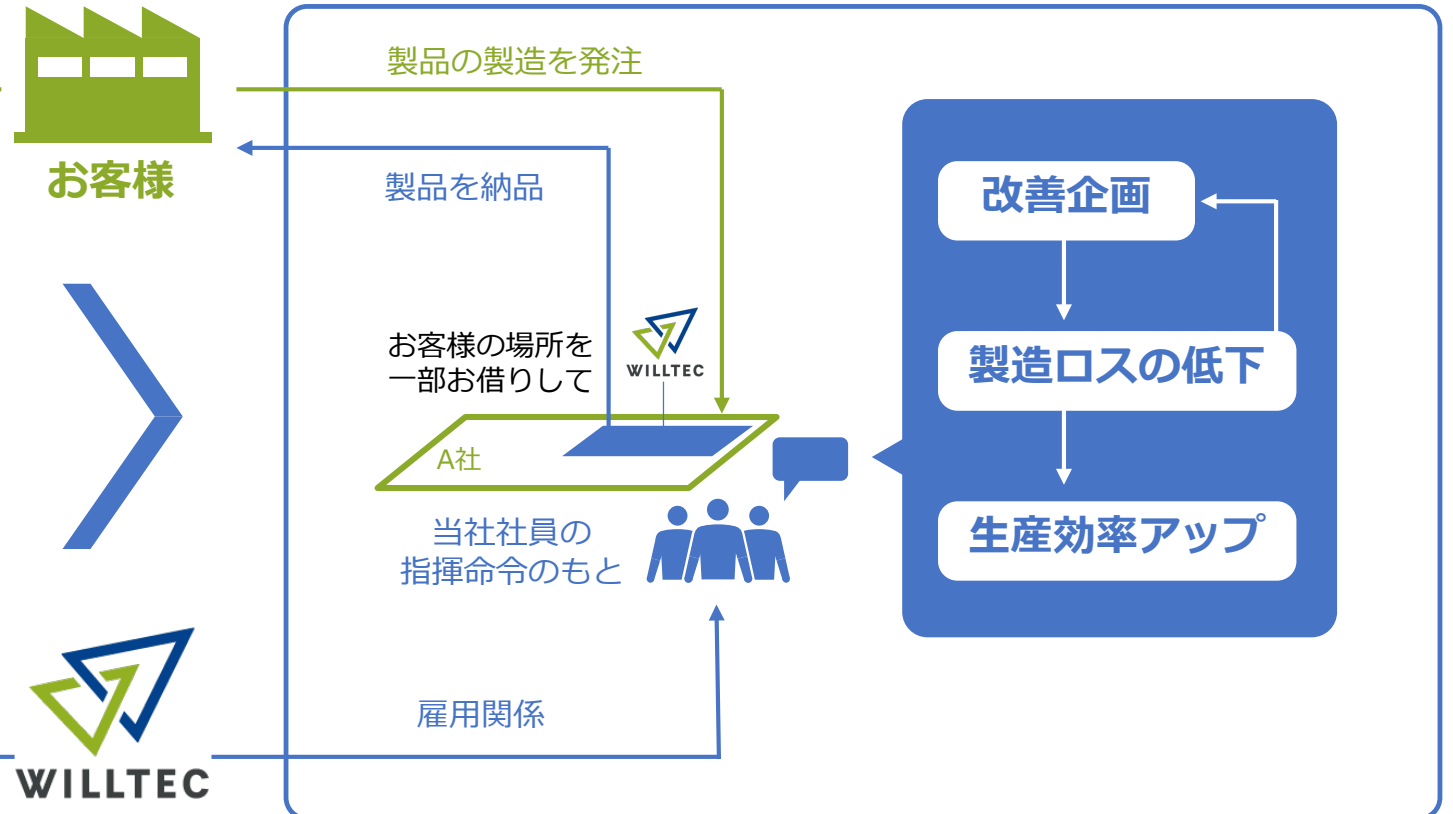 製品の製造を発注
お客様
製品を納品
お客様の場所を
一部お借りして
WILLTEC
A社
当社社員の
指揮命令のもと
雇用関係
WILLTEC
改善企画
製造ロスの低下
生産効率アップ